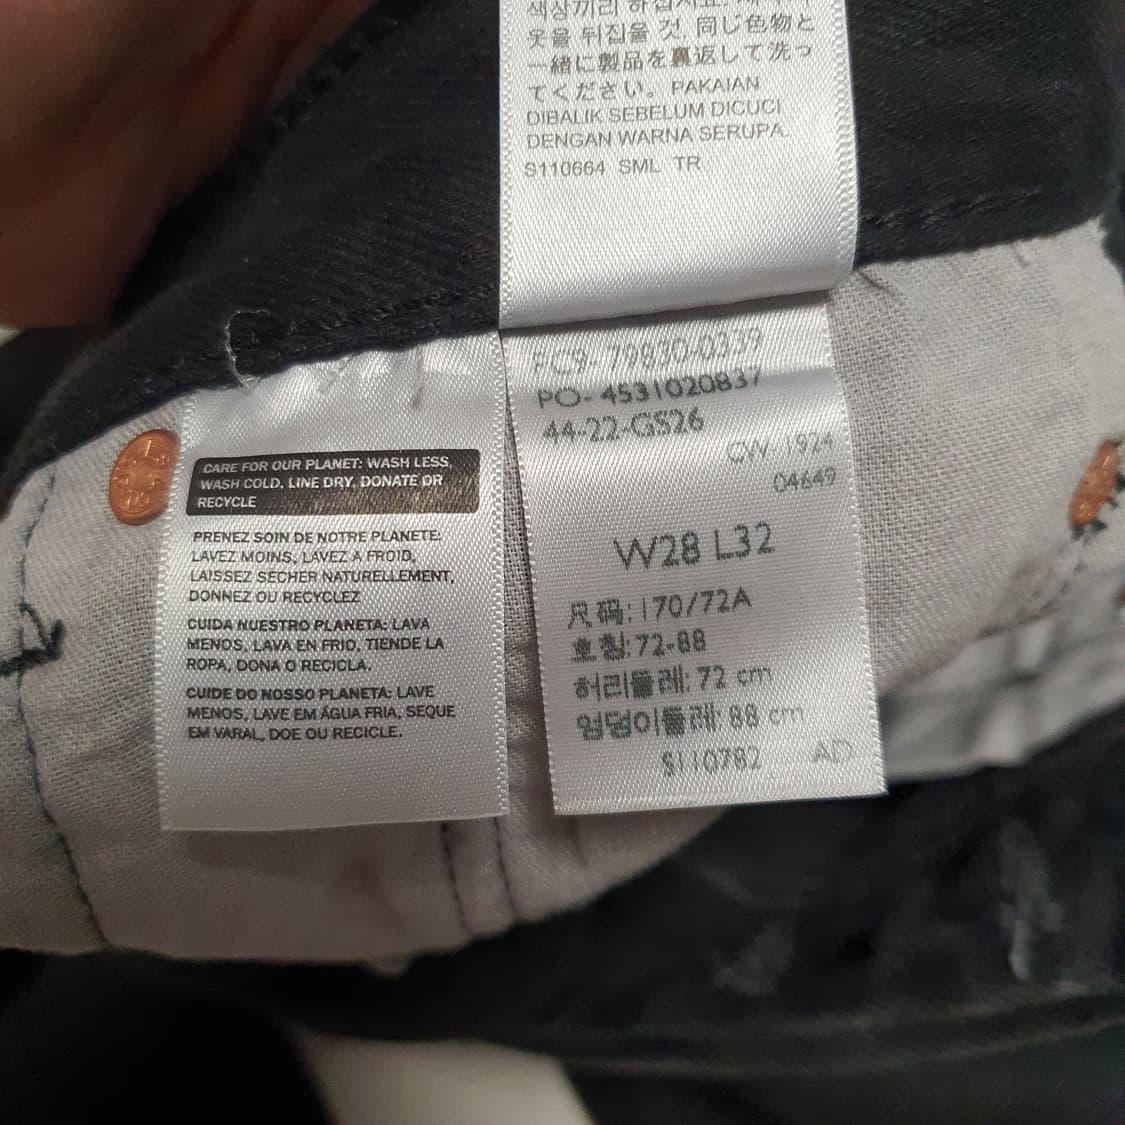 옷을 뒤집을 것. 同じ色物と
一緒に製品を裏返して洗っ
てください。PAKAIAN
DIBALIK SEBELUM DICUCI
DENGAN WARNA SERUPA.
S110664 SML TR
PC9-79830-0339
PO-4531020837
44-22-GS26
CW 1924
04649
W28 L32
尺码:170/72A
호칭:72-88
허리둘레:72 cm
엉덩이둘레:88 cm
S110782 AD
CARE FOR OUR PLANET: WASH LESS,
WASH COLD, LINE DRY, DONATE OR
RECYCLE
PRENEZ SOIN DE NOTRE PLANETE:
LAVEZ MOINS, LAVEZ A FROID,
LAISSEZ SECHER NATURELLEMENT,
DONNEZ OU RECYCLEZ
CUIDA NUESTRO PLANETA: LAVA
MENOS, LAVA EN FRIO, TIENDE LA
ROPA, DONA O RECICLA.
CUIDE DO NOSSO PLANETA: LAVE
MENOS, LAVE EM ÁGUA FRIA, SEQUE
EM VARAL, DOE OU RECICLE.